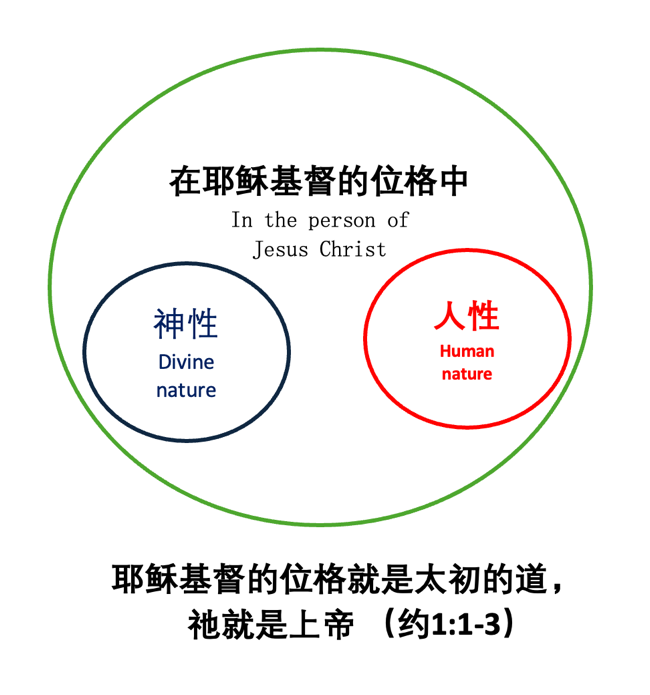 在耶稣基督的位格中
In the person of
Jesus Christ
神性
Divine
nature
人性
Human
nature
耶稣基督的位格就是太初的道，
祂就是上帝 （约1:1-3）